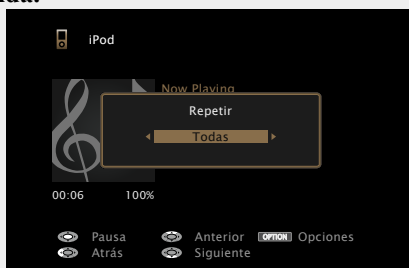 iPod
Now Playing
Repetir
Todas
00:06 100%
Pausa Anterior OPTION Opciones
Atrás Siguiente